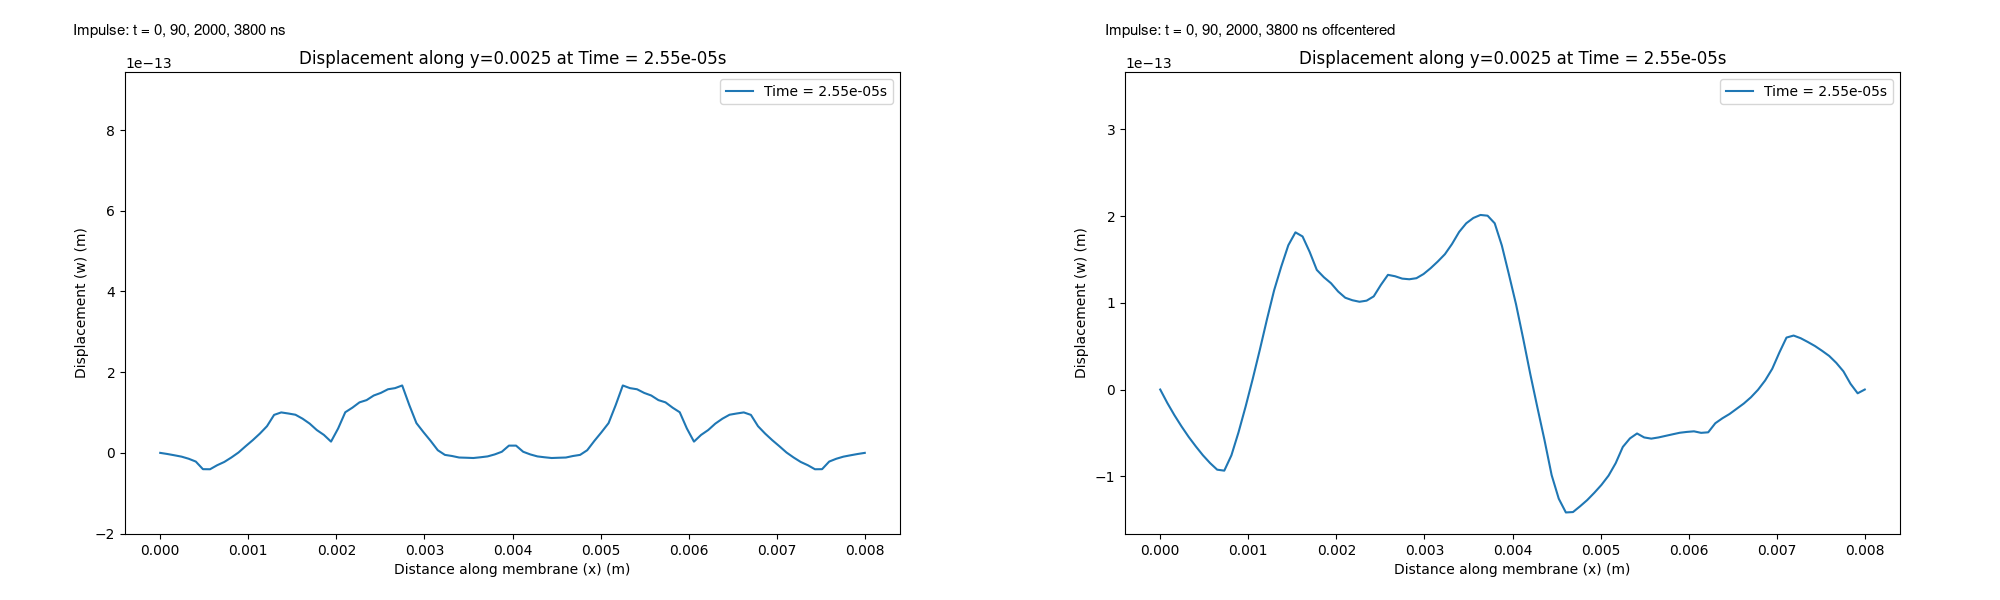 Impulse: t = 0, 90, 2000, 3800 ns
Displacement along y=0.0025 at Time = 2.55e-05s
1e−13
Time = 2.55e-05s
8
6
4
2
0
−2
Displacement (w) (m)
0.000 0.001 0.002 0.003 0.004 0.005 0.006 0.007 0.008
Distance along membrane (x) (m)
Impulse: t = 0, 90, 2000, 3800 ns offcentered
Displacement along y=0.0025 at Time = 2.55e-05s
1e−13
Time = 2.55e-05s
3
2
1
0
−1
Displacement (w) (m)
0.000 0.001 0.002 0.003 0.004 0.005 0.006 0.007 0.008
Distance along membrane (x) (m)